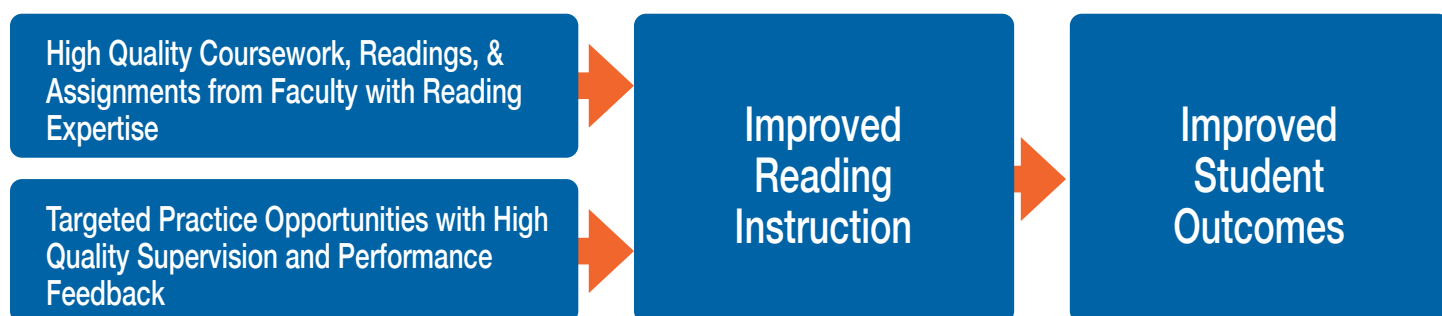 High Quality Coursework, Readings, &
Assignments from Faculty with Reading
Expertise
Targeted Practice Opportunities with High
Quality Supervision and Performance
Feedback
Improved
Reading
Instruction
Improved
Student
Outcomes